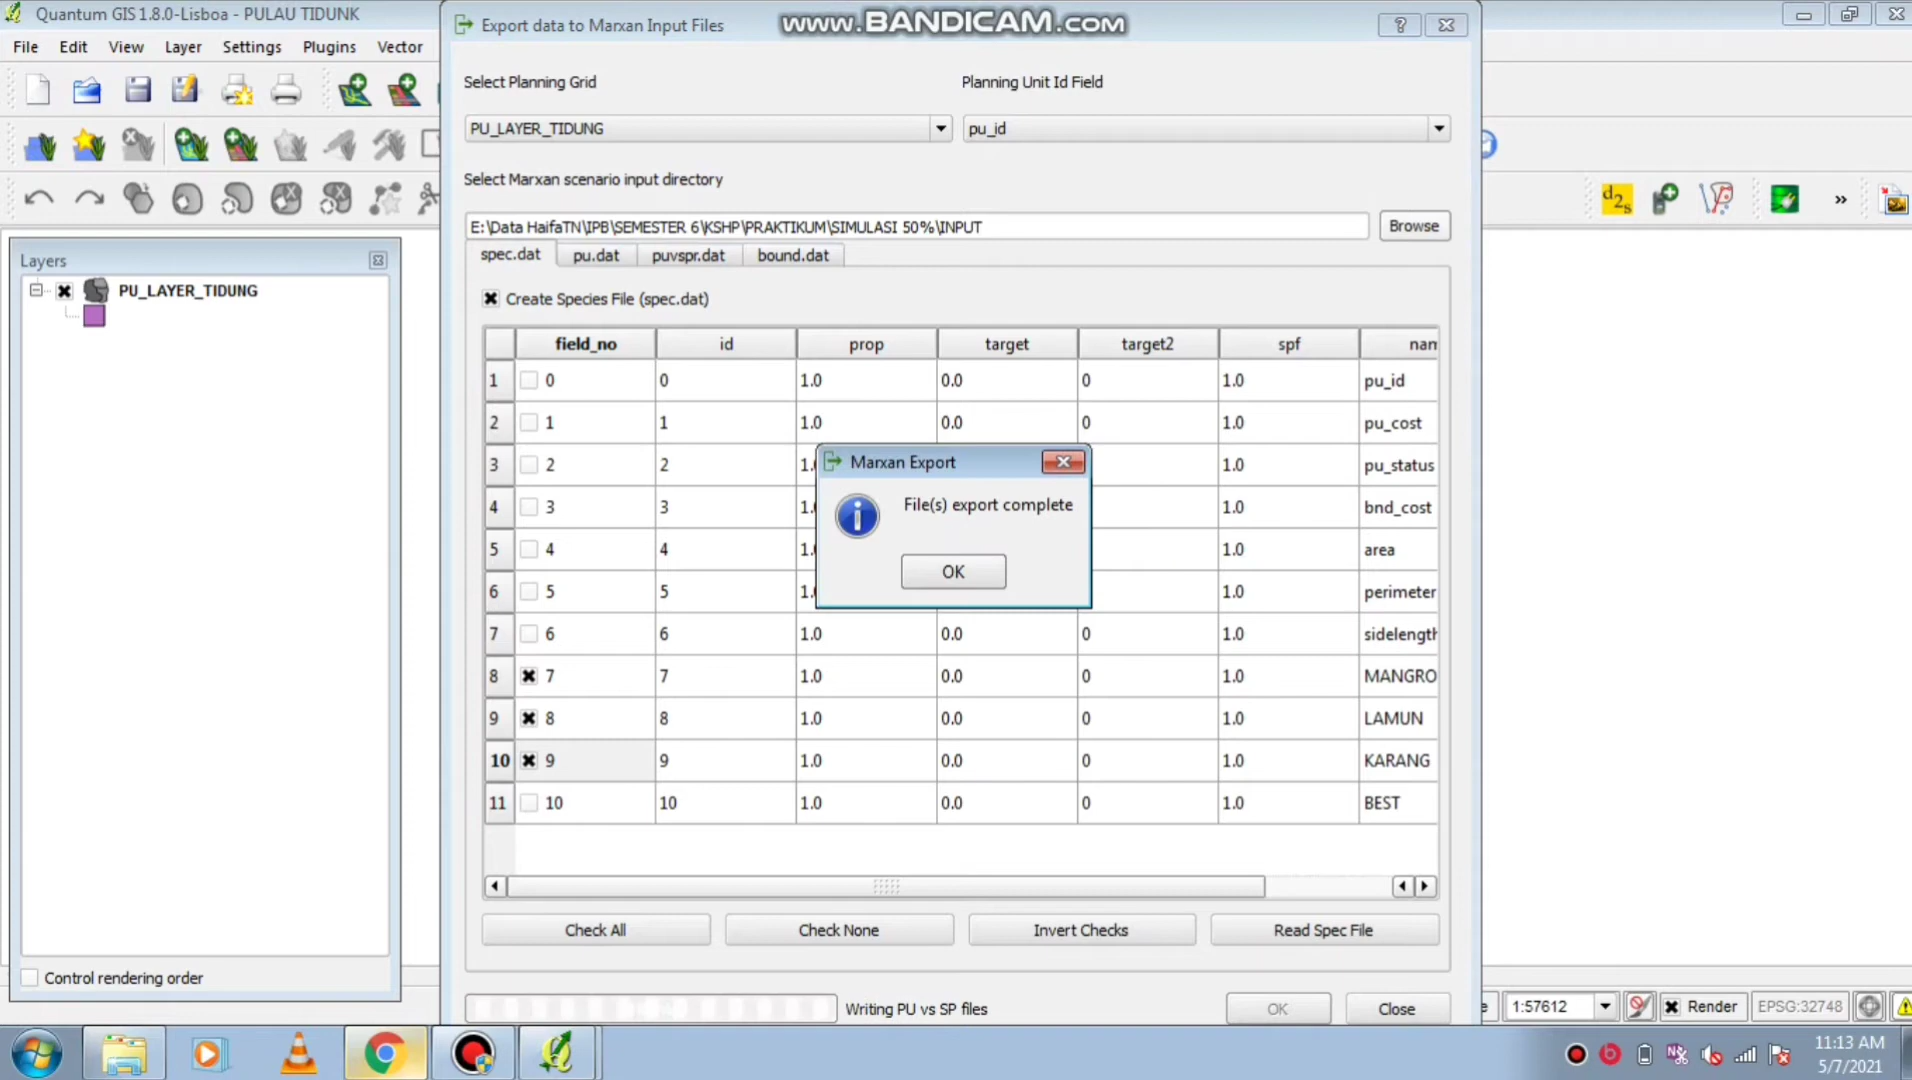 Quantum GIS 1.8.0-Lisboa - PULAU TIDUNK
Export data to Marxan Input Files
www.BANDICAM.com
File Edit View Layer Settings Plugins Vector
Select Planning Grid
Planning Unit Id Field
PU_LAYER_TIDUNG
pu_id
Select Marxan scenario input directory
E:\Data HaifaTN\IPB\SEMESTER 6\KSHP\PRAKTIKUM\SIMULASI 50%\INPUT
Browse
spec.dat pu.dat puvspr.dat bound.dat
Layers
PU_LAYER_TIDUNG
Create Species File (spec.dat)
field_no id prop target target2 spf nam
1 0 0 1.0 0.0 0 1.0 pu_id
2 1 1 1.0 0.0 0 1.0 pu_cost
3 2 2 1. 1.0 pu_status
4 3 3 1. 1.0 bnd_cost
5 4 4 1. 1.0 area
6 5 5 1. 1.0 perimeter
7 6 6 1.0 0.0 0 1.0 sidelength
8 7 7 1.0 0.0 0 1.0 MANGRO
9 8 8 1.0 0.0 0 1.0 LAMUN
10 9 9 1.0 0.0 0 1.0 KARANG
11 10 10 1.0 0.0 0 1.0 BEST
Marxan Export
File(s) export complete
OK
Check All Check None Invert Checks Read Spec File
Control rendering order
Writing PU vs SP files
OK
Close
e 1:57612 Render EPSG:32748
11:13 AM
5/7/2021